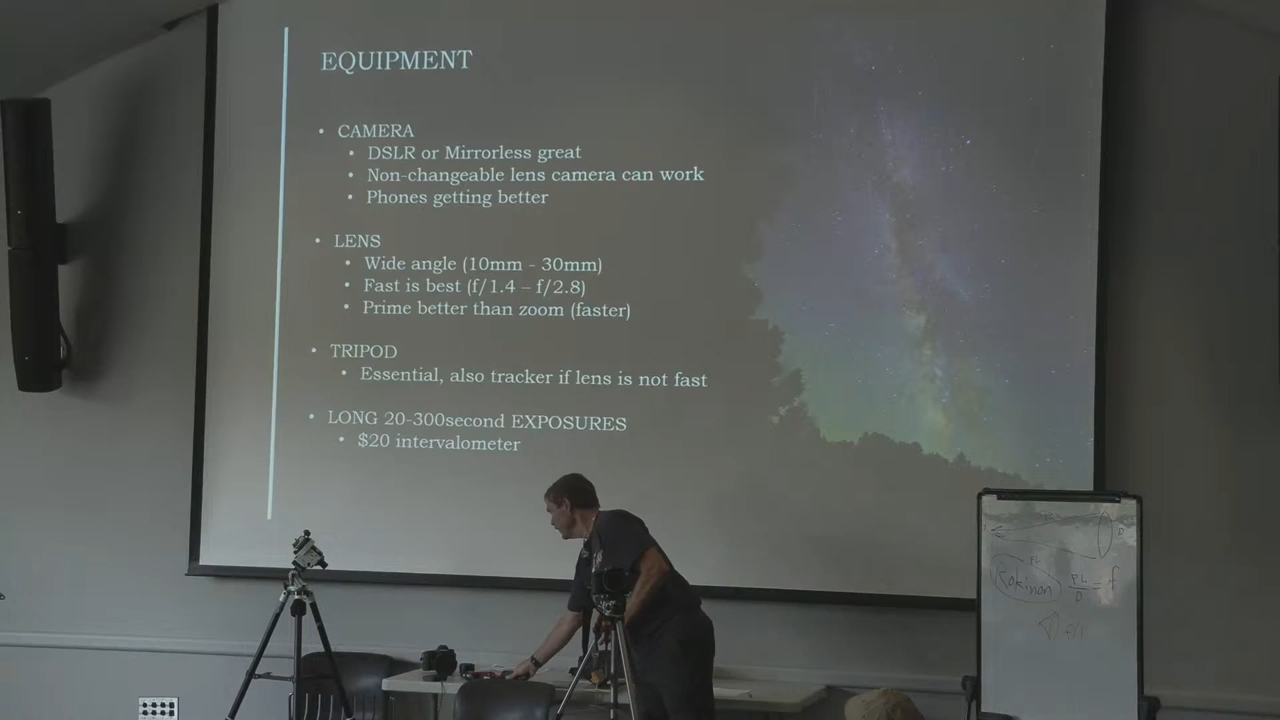 EQUIPMENT
• CAMERA
• DSLR or Mirrorless great
• Non-changeable lens camera can work
• Phones getting better
• LENS
• Wide angle (10mm - 30mm)
• Fast is best (f/1.4 – f/2.8)
• Prime better than zoom (faster)
• TRIPOD
• Essential, also tracker if lens is not fast
• LONG 20-300second EXPOSURES
• $20 intervalometer
D
FL
Rokinon FL/D = f